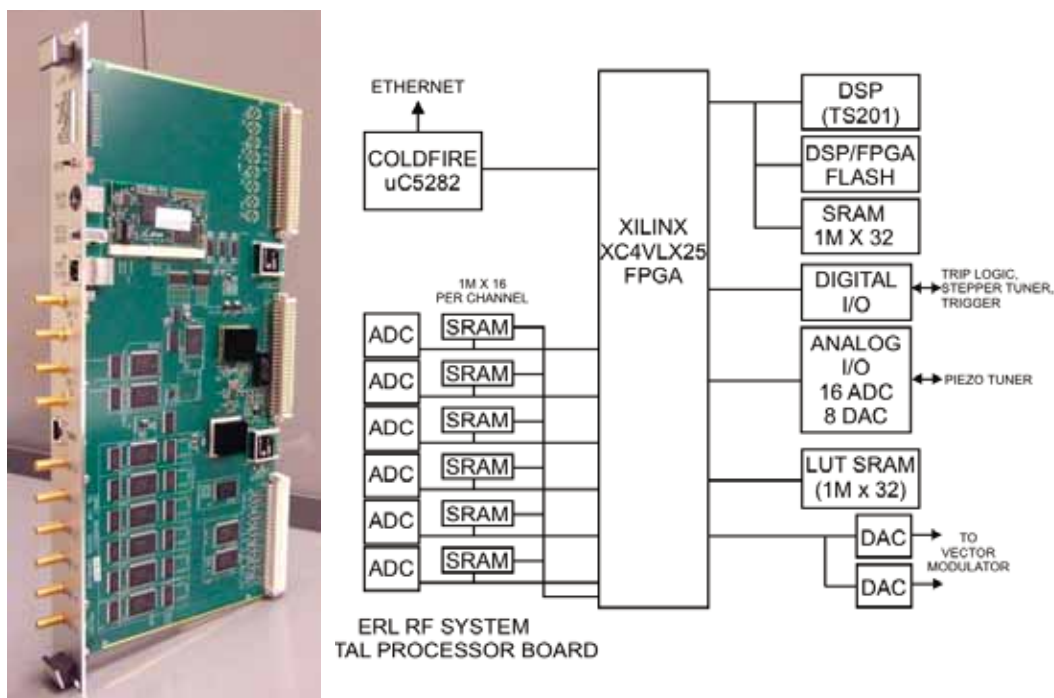 ETHERNET
COLDFIRE
uC5282
XILINX
XC4VLX25
FPGA
DSP
(TS201)
DSP/FPGA
FLASH
SRAM
1M X 32
DIGITAL
I/O
TRIP LOGIC,
STEPPER TUNER,
TRIGGER
ANALOG
I/O
16 ADC
8 DAC
PIEZO TUNER
LUT SRAM
(1M x 32)
DAC
DAC
TO
VECTOR
MODULATOR
1M X 16
PER CHANNEL
ADC
SRAM
ADC
SRAM
ADC
SRAM
ADC
SRAM
ADC
SRAM
ADC
SRAM
ERL RF SYSTEM
TAL PROCESSOR BOARD